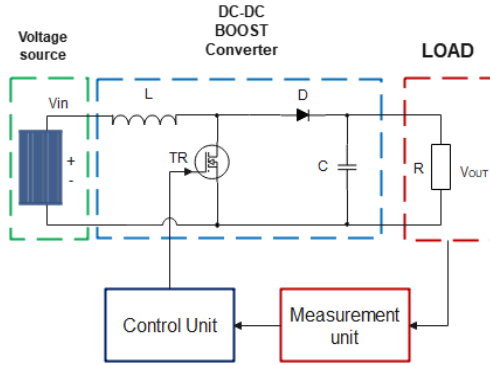 Voltage
source
DC-DC
BOOST
Converter
LOAD
Vin
L
D
+
-
TR
C
R
VOUT
Control Unit
Measurement
unit